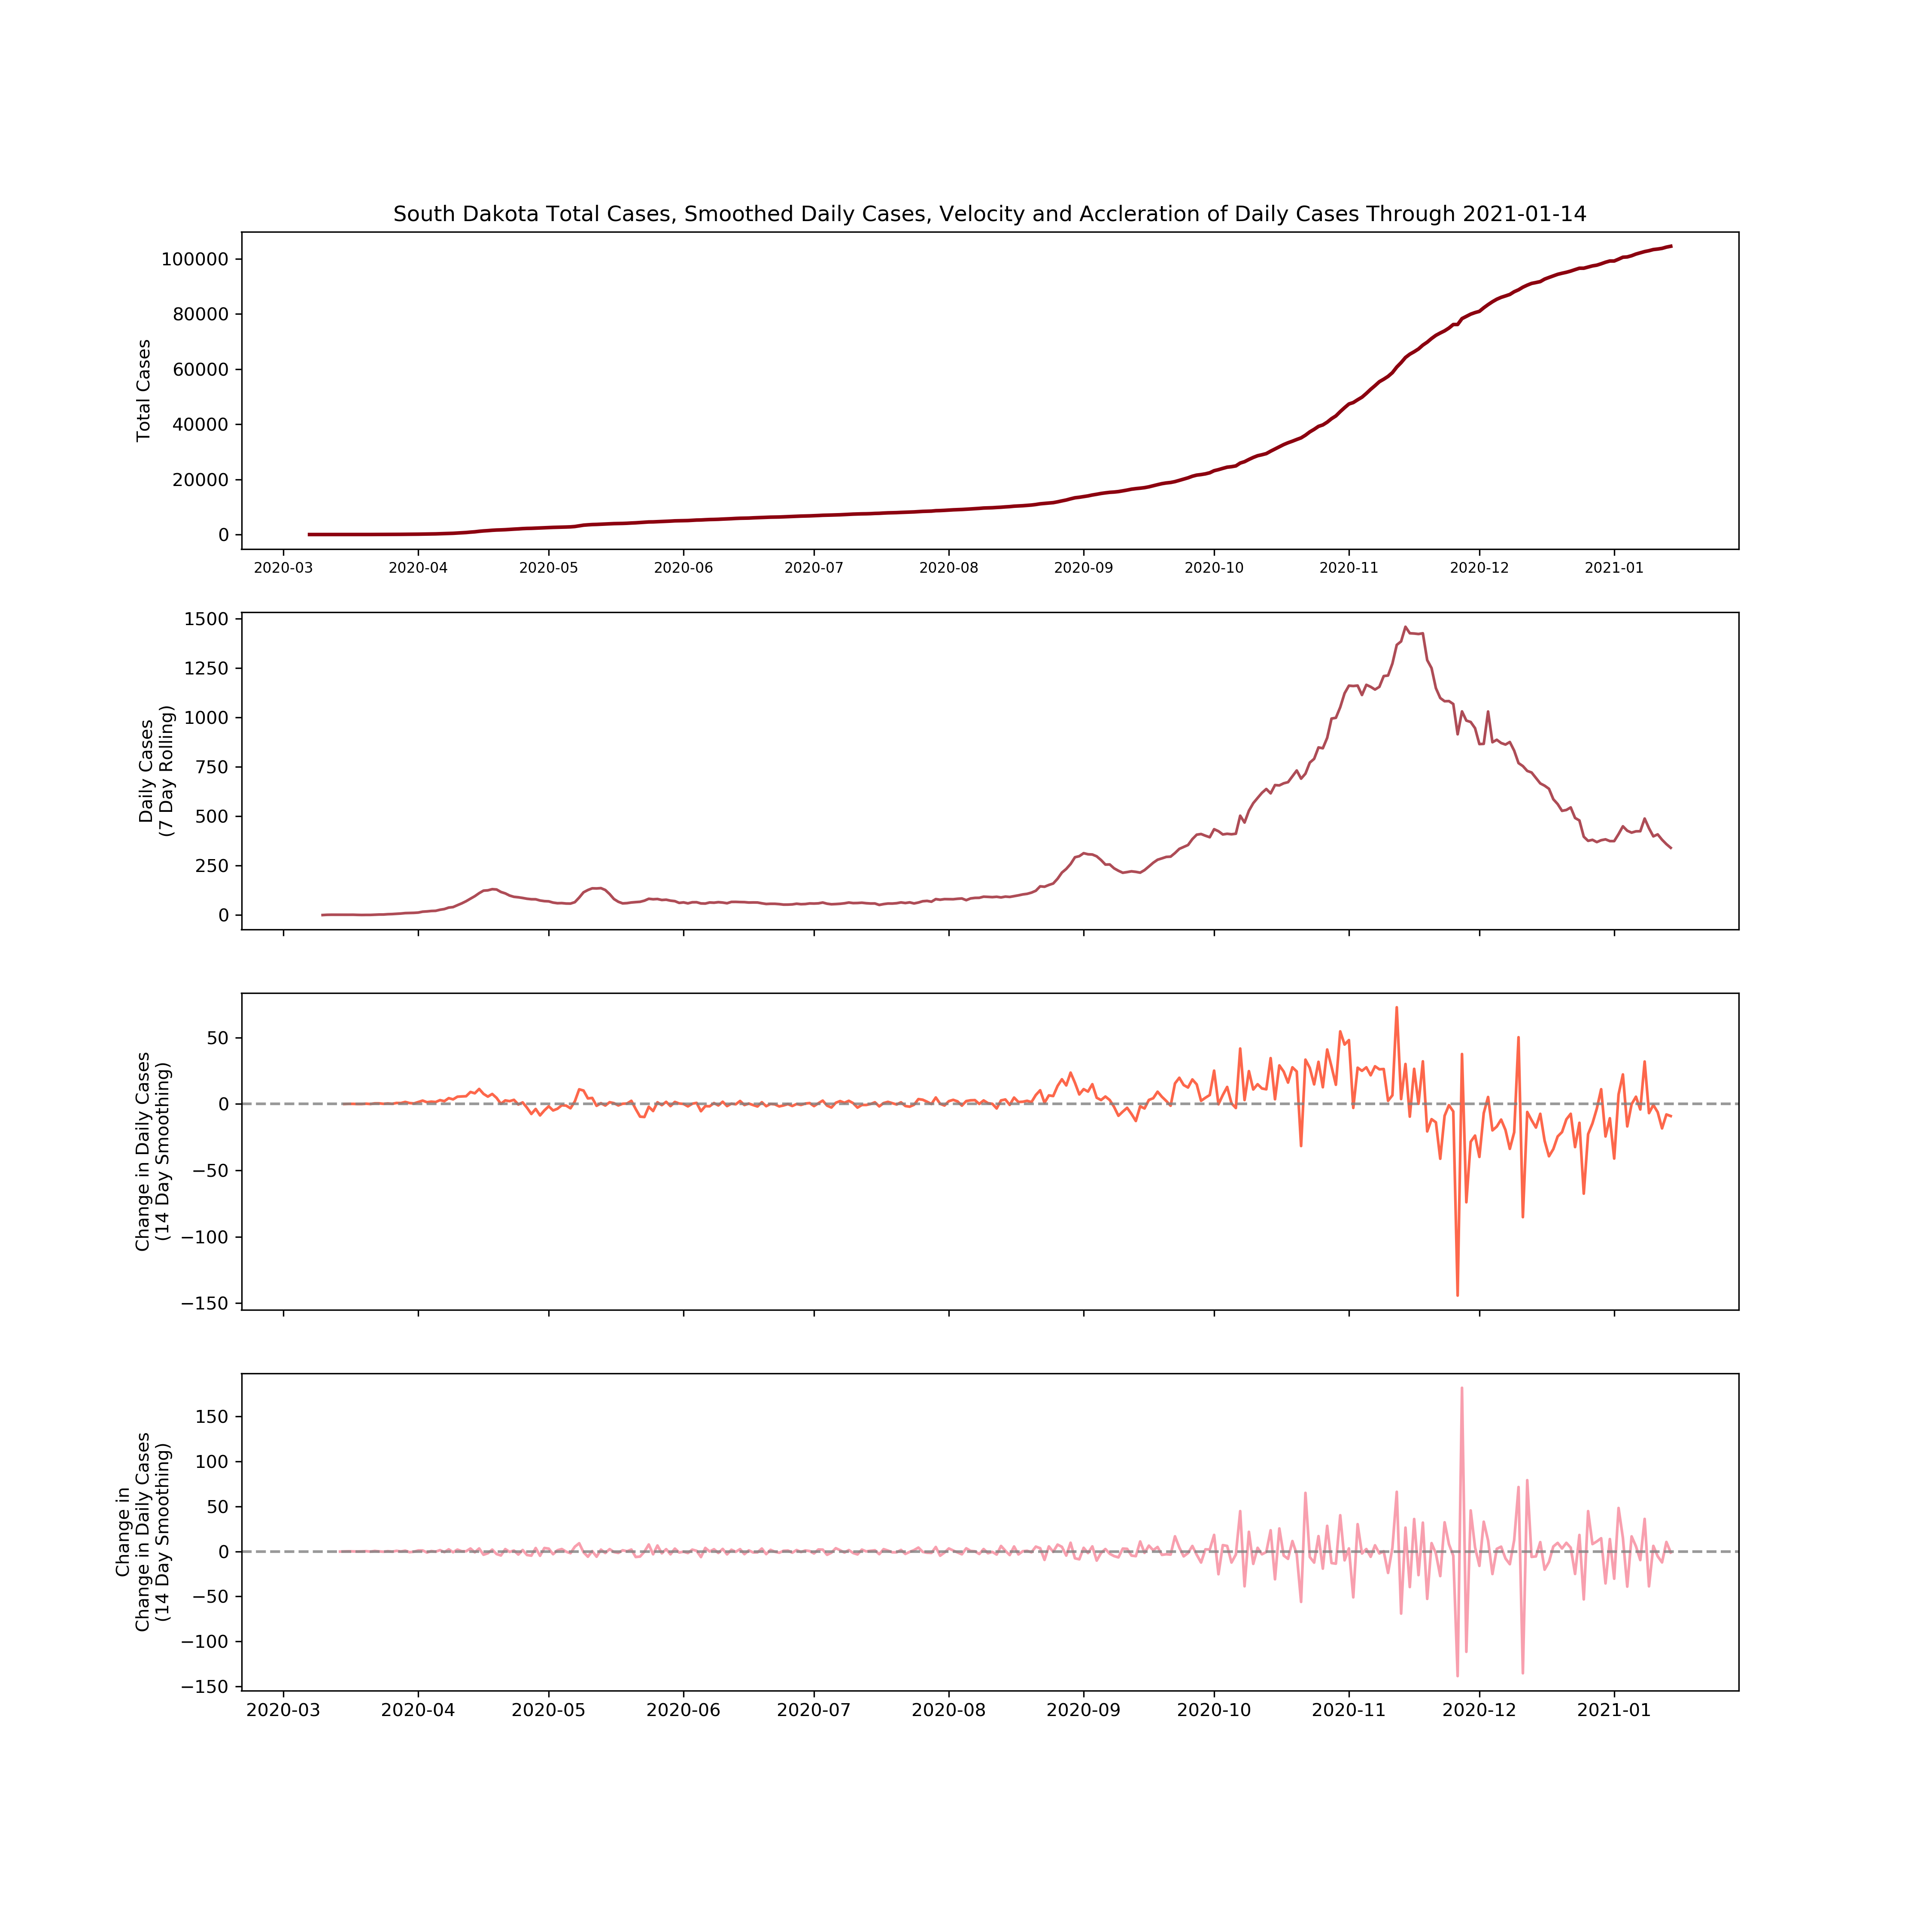 South Dakota Total Cases, Smoothed Daily Cases, Velocity and Accleration of Daily Cases Through 2021-01-14
Total Cases
100000
80000
60000
40000
20000
0
2020-03 2020-04 2020-05 2020-06 2020-07 2020-08 2020-09 2020-10 2020-11 2020-12 2021-01
Daily Cases
(7 Day Rolling)
1500
1250
1000
750
500
250
0
Change in Daily Cases
(14 Day Smoothing)
50
0
−50
−100
−150
Change in
Change in Daily Cases
(14 Day Smoothing)
150
100
50
0
−50
−100
−150
2020-03 2020-04 2020-05 2020-06 2020-07 2020-08 2020-09 2020-10 2020-11 2020-12 2021-01